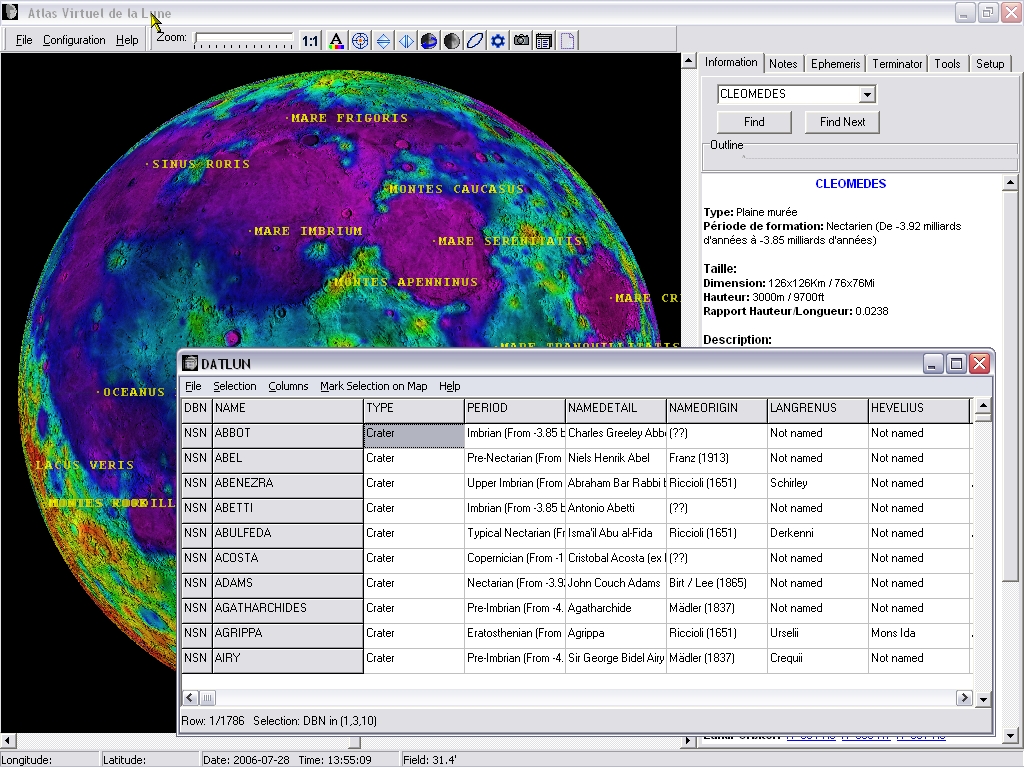 Atlas Virtuel de la Lune
File Configuration Help Zoom: 1:1 A
Information Notes Ephemeris Terminator Tools Setup
CLEOMEDES
Find Find Next
Outline
CLEOMEDES
Type: Plaine murée
Période de formation: Nectarien (De -3.92 milliards
d'années à -3.85 milliards d'années)
Taille:
Dimension: 126x126Km / 76x76Mi
Hauteur: 3000m / 9700ft
Rapport Hauteur/Longueur: 0.0238
Description:
MARE FRIGORIS
SINUS RORIS
MONTES CAUCASUS
MARE IMBRIUM
MARE SERENITATIS
MONTES APENNINUS
MARE CRI
MARE TRANQUILLITATIS
OCEANUS
LACUS VERIS
MONTES
DATLUN
File Selection Columns Mark Selection on Map Help
DBN NAME TYPE PERIOD NAMEDETAIL NAMEORIGIN LANGRENUS HEVELIUS
NSN ABBOT Crater Imbrian (From -3.85 b Charles Greeley Abbo (??) Not named Not named
NSN ABEL Crater Pre-Nectarian (From Niels Henrik Abel Franz (1913) Not named Not named
NSN ABENEZRA Crater Upper Imbrian (From Abraham Bar Rabbi b Riccioli (1651) Schirley Not named
NSN ABETTI Crater Imbrian (From -3.85 b Antonio Abetti (??) Not named Not named
NSN ABULFEDA Crater Typical Nectarian (Fr Isma'il Abu al-Fida Riccioli (1651) Derkenni Not named
NSN ACOSTA Crater Copernician (From -1 Cristobal Acosta (ex l (??) Not named Not named
NSN ADAMS Crater Nectarian (From -3.92 John Couch Adams Birt / Lee (1865) Not named Not named
NSN AGATHARCHIDES Crater Pre-Imbrian (From -4. Agatharchide Mädler (1837) Not named Not named
NSN AGRIPPA Crater Eratosthenian (From Agrippa Riccioli (1651) Urselii Mons Ida
NSN AIRY Crater Pre-Imbrian (From -4. Sir George Bidel Airy Mädler (1837) Crequii Not named
Row: 1/1786 Selection: DBN in (1,3,10)
Longitude: Latitude: Date: 2006-07-28 Time: 13:55:09 Field: 31.4'